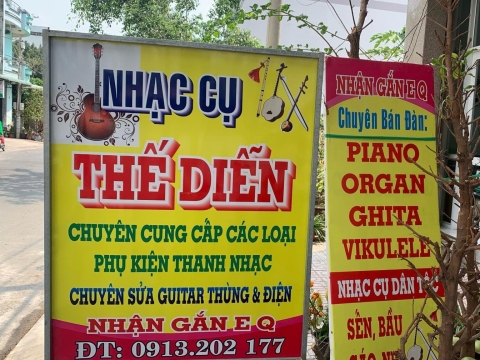 NHẠC CỤ
THẾ DIỄN
CHUYÊN CUNG CẤP CÁC LOẠI
PHỤ KIỆN THANH NHẠC
CHUYÊN SỬA GUITAR THÙNG & ĐIỆN
NHẬN GẮN E Q
ĐT: 0913.202 177
NHẬN GẮN E Q
Chuyên Bán Đàn:
PIANO
ORGAN
GHITA
VIKULELE
NHẠC CỤ DÂN TỘC
SẾN, BẦU